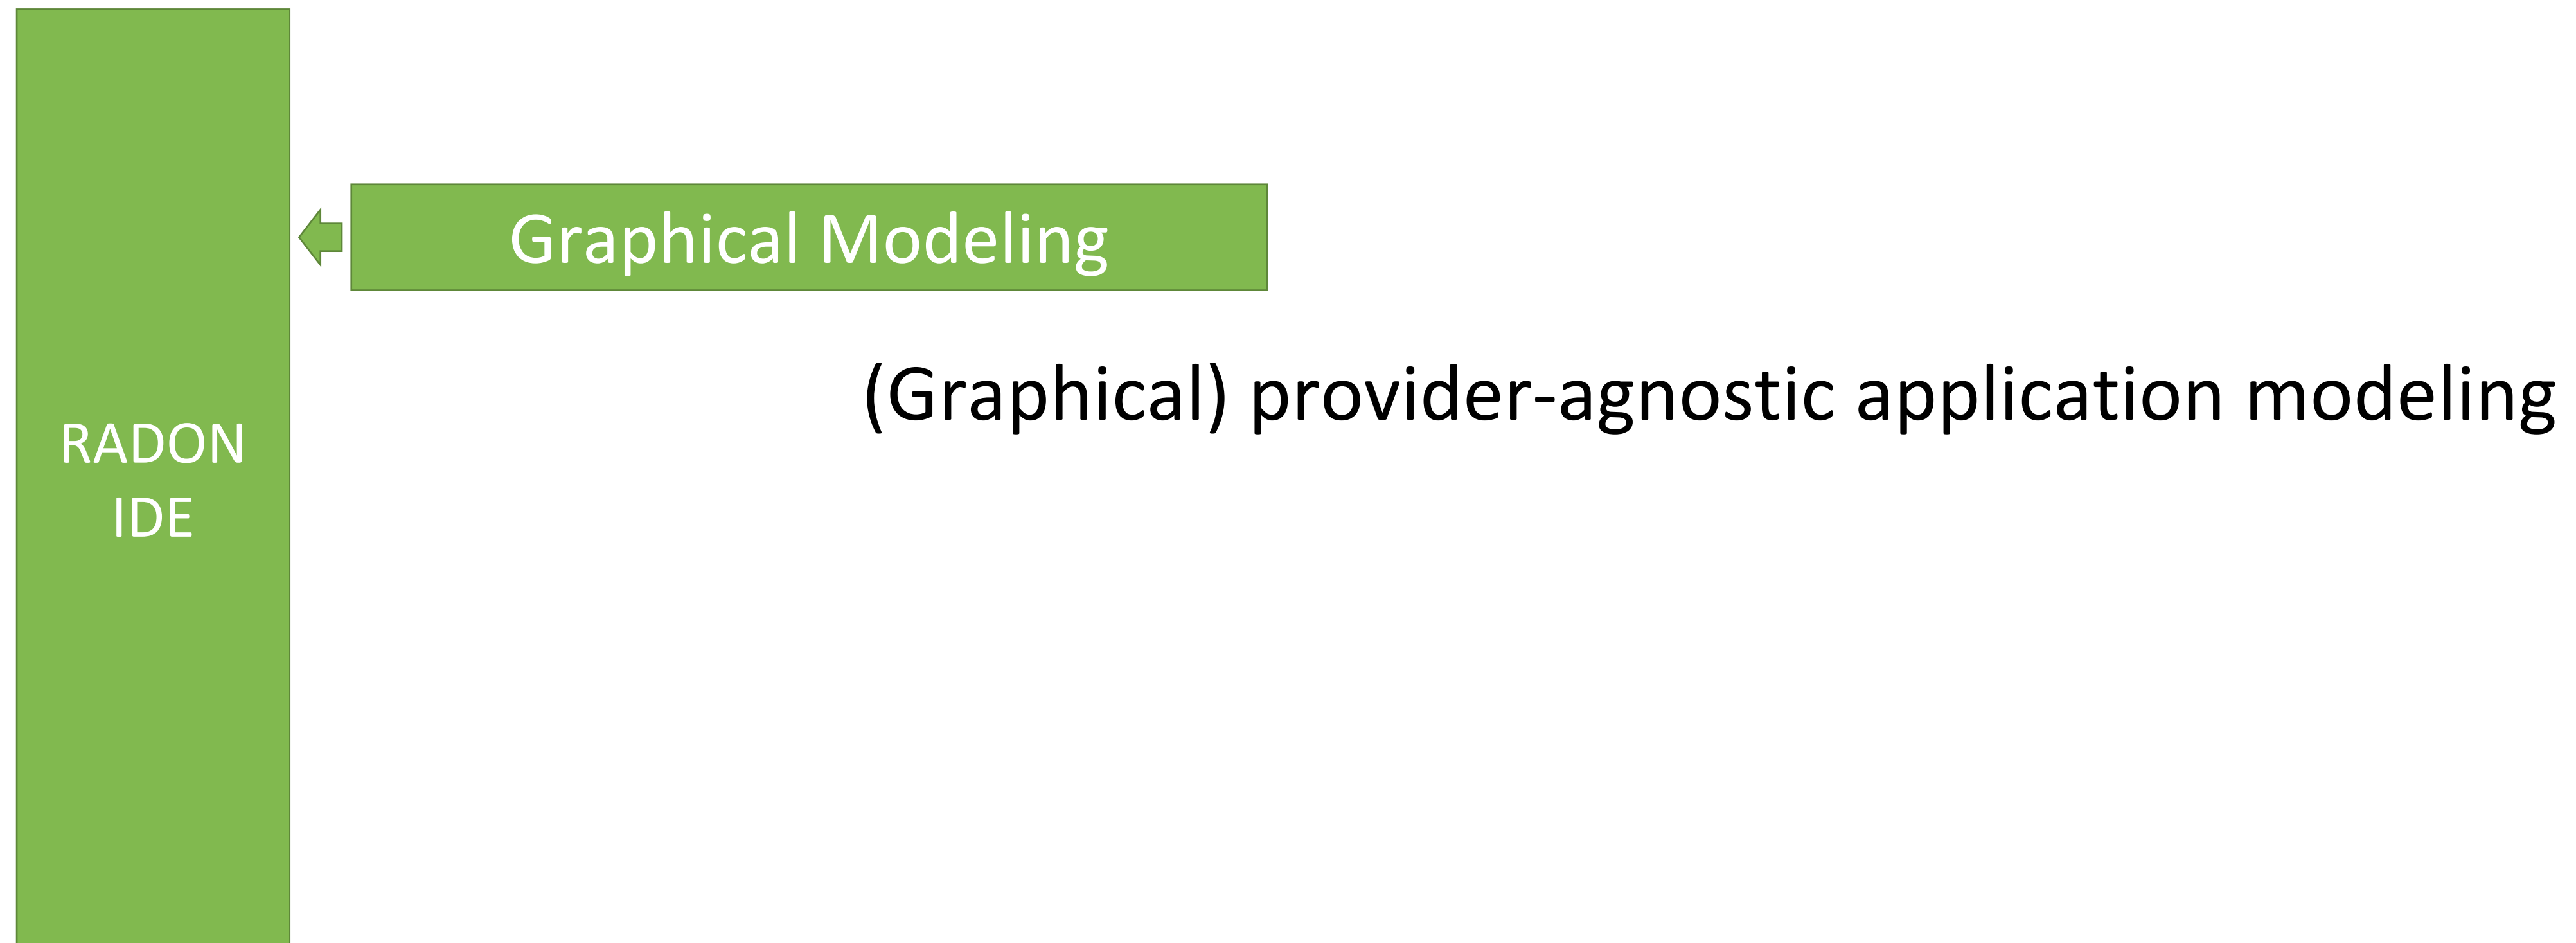 Graphical Modeling
(Graphical) provider-agnostic application modeling
RADON
IDE